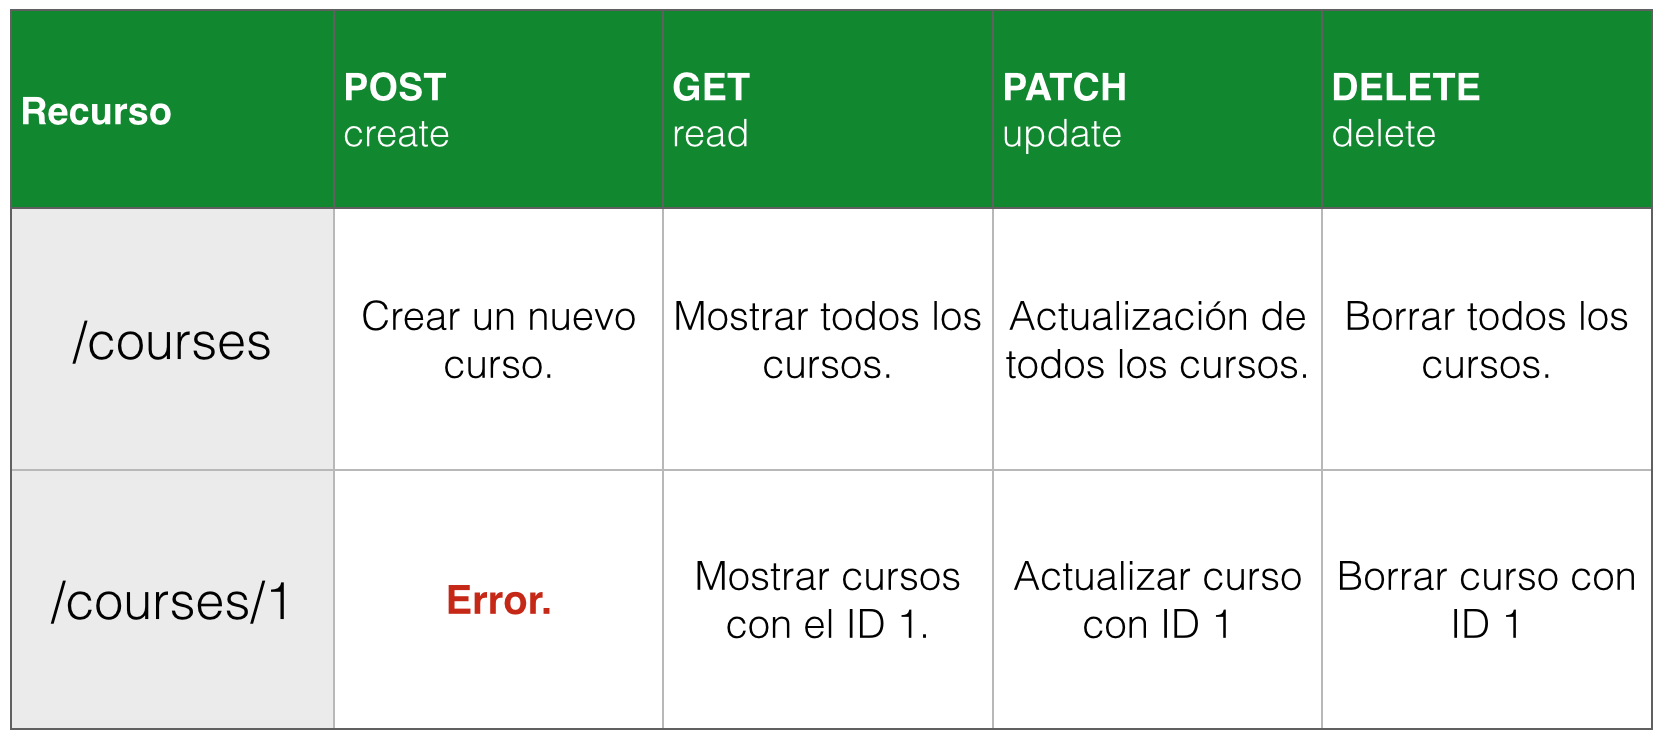 Recurso
POST
create
GET
read
PATCH
update
DELETE
delete
/courses
Crear un nuevo
curso.
Mostrar todos los
cursos.
Actualización de
todos los cursos.
Borrar todos los
cursos.
/courses/1
Error.
Mostrar cursos
con el ID 1.
Actualizar curso
con ID 1
Borrar curso con
ID 1